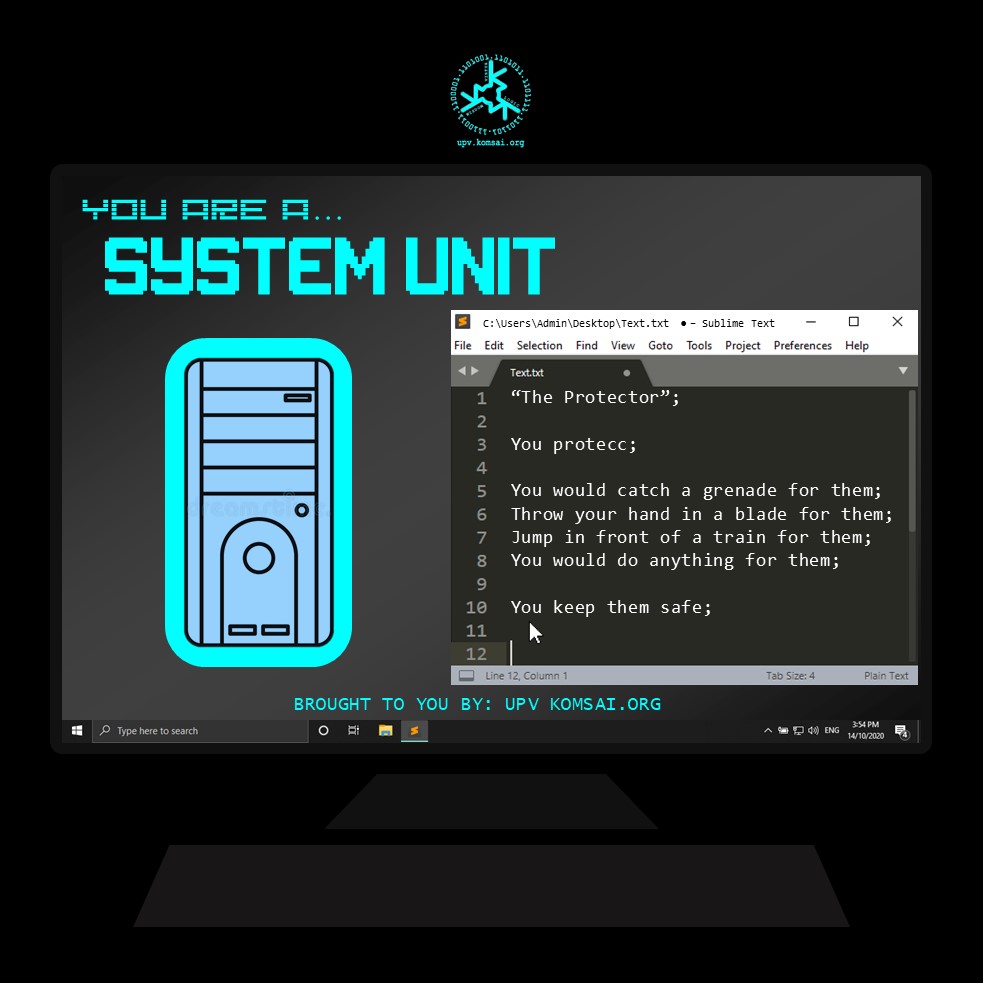 upv.komsai.org
YOU ARE A...
SYSTEM UNIT
C:\Users\Admin\Desktop\Text.txt • – Sublime Text
File Edit Selection Find View Goto Tools Project Preferences Help
Text.txt
1 “The Protector”;
2
3 You protecc;
4
5 You would catch a grenade for them;
6 Throw your hand in a blade for them;
7 Jump in front of a train for them;
8 You would do anything for them;
9
10 You keep them safe;
11
12
Line 12, Column 1 Tab Size: 4 Plain Text
BROUGHT TO YOU BY: UPV KOMSAI.ORG
Type here to search ENG 3:54 PM
14/10/2020 4